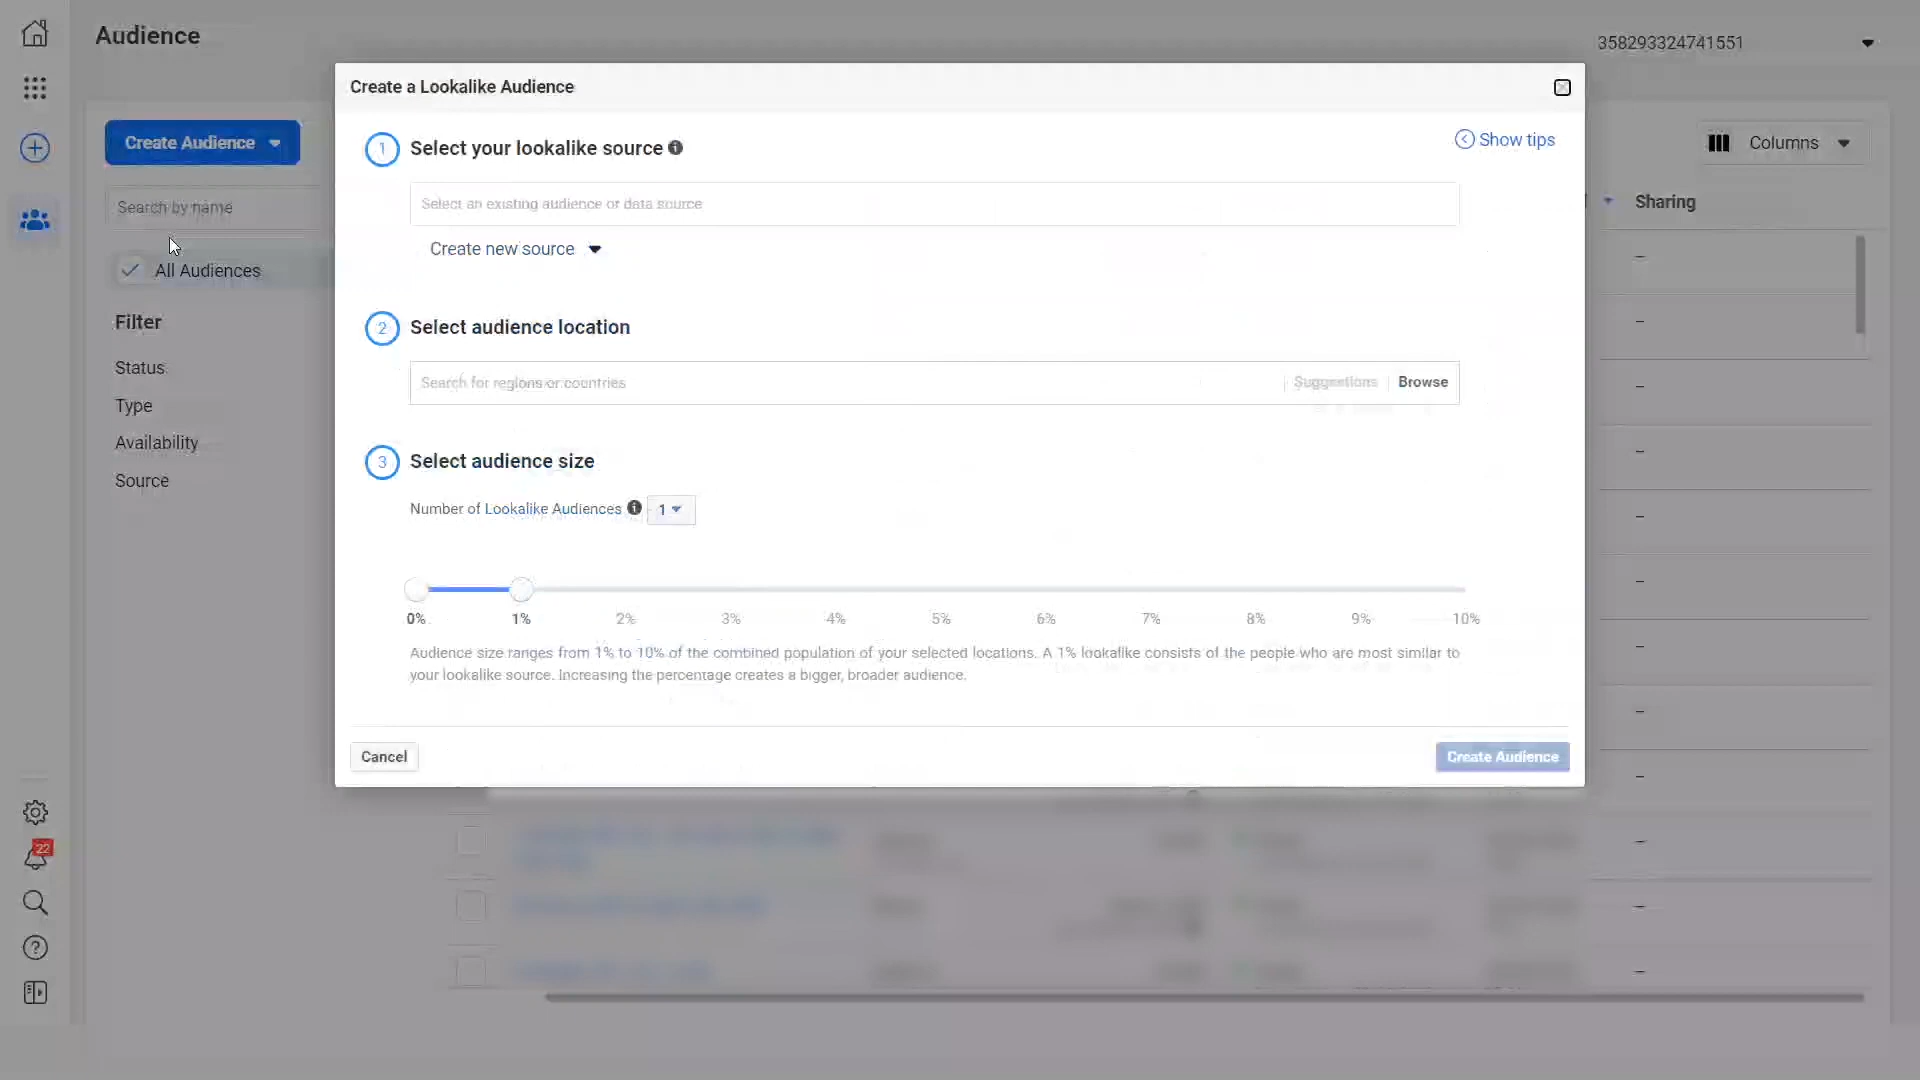 Audience
358293324741551
Create a Lookalike Audience
Create Audience
1
Select your lookalike source
Show tips
Columns
Search by name
Select an existing audience or data source
Sharing
Create new source
All Audiences
Filter
2
Select audience location
Status
Search for regions or countries
Suggestions
Browse
Type
Availability
3
Select audience size
Source
Number of Lookalike Audiences
1
0%
1%
2%
3%
4%
5%
6%
7%
8%
9%
10%
Audience size ranges from 1% to 10% of the combined population of your selected locations. A 1% lookalike consists of the people who are most similar to
your lookalike source. Increasing the percentage creates a bigger, broader audience.
Cancel
Create Audience
22